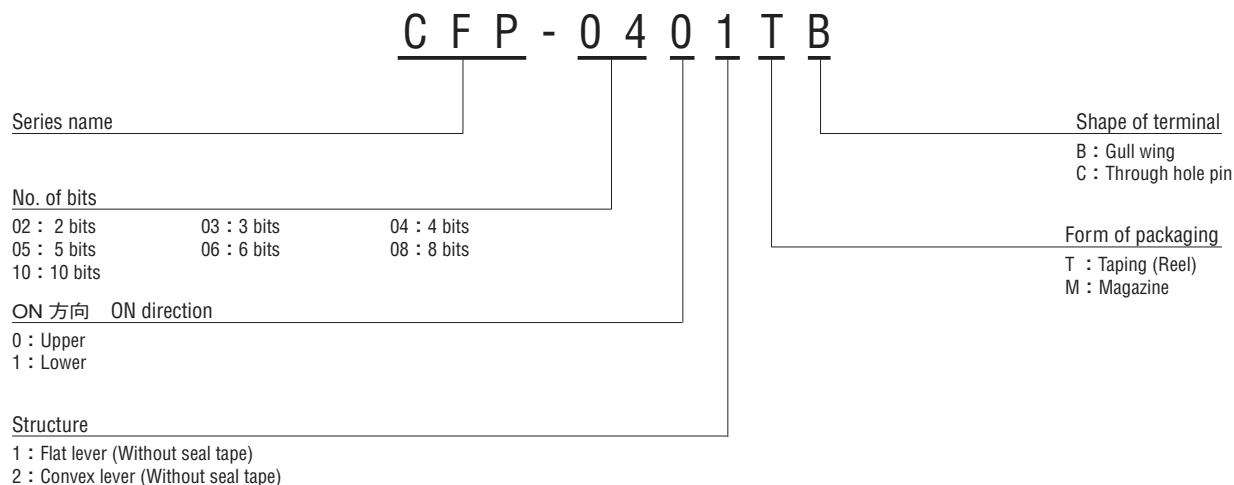 CFP-0401TB
Series name
Shape of terminal
B：Gull wing
C：Through hole pin
No. of bits
02： 2 bits 03：3 bits 04：4 bits
05： 5 bits 06：6 bits 08：8 bits
10：10 bits
Form of packaging
T ：Taping (Reel)
M：Magazine
ON 方向 ON direction
0：Upper
1：Lower
Structure
1：Flat lever (Without seal tape)
2：Convex lever (Without seal tape)